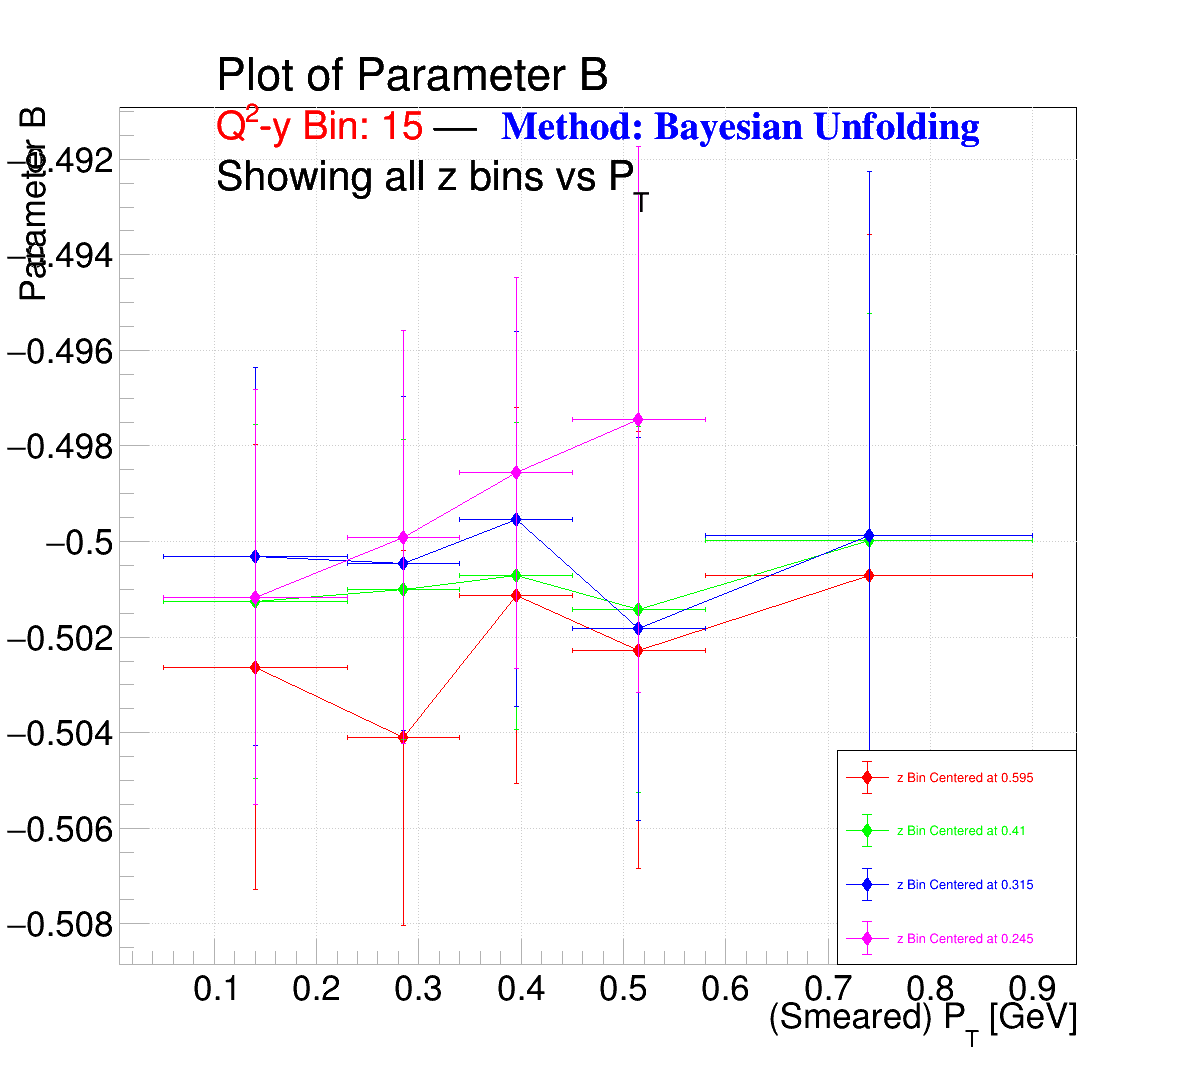 Plot of Parameter B
Q²-y Bin: 15 — Method: Bayesian Unfolding
Showing all z bins vs P_T
Parameter B
−0.492
−0.494
−0.496
−0.498
−0.5
−0.502
−0.504
−0.506
−0.508
z Bin Centered at 0.595
z Bin Centered at 0.41
z Bin Centered at 0.315
z Bin Centered at 0.245
0.1 0.2 0.3 0.4 0.5 0.6 0.7 0.8 0.9
(Smeared) P_T [GeV]